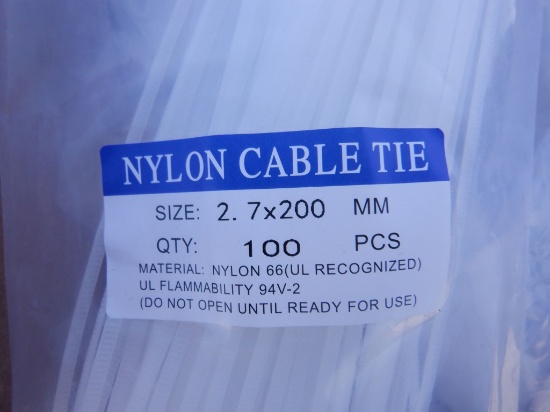 NYLON CABLE TIE
SIZE: 2.7x200 MM
QTY: 100 PCS
MATERIAL: NYLON 66(UL RECOGNIZED)
UL FLAMMABILITY 94V-2
(DO NOT OPEN UNTIL READY FOR USE)